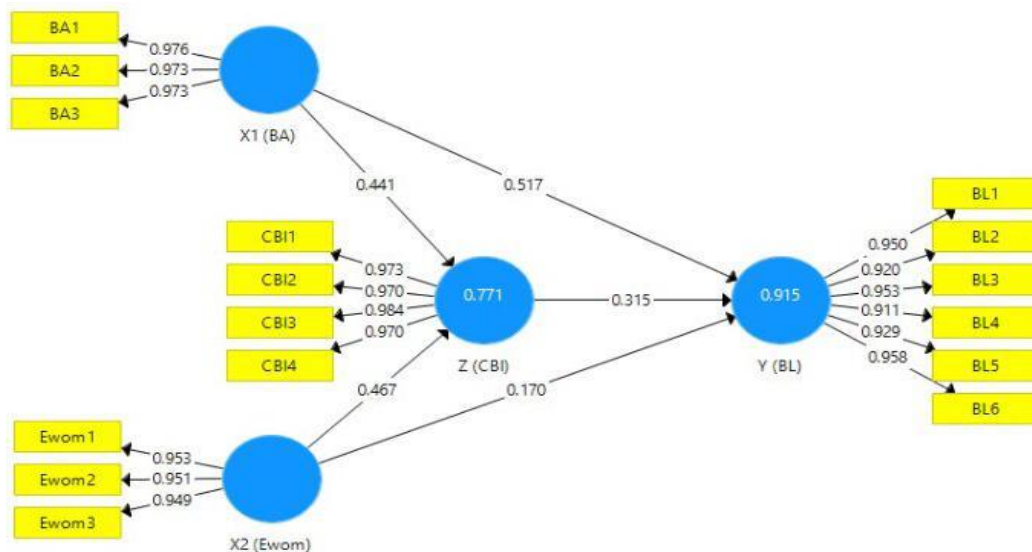 BA1
0.976
BA2
0.973
BA3
0.973
X1 (BA)
0.441
0.517
CBI1
0.973
CBI2
0.970
CBI3
0.984
CBI4
0.970
0.771
Z (CBI)
0.315
0.915
Y (BL)
BL1
0.950
BL2
0.920
BL3
0.953
BL4
0.911
BL5
0.929
BL6
0.958
0.467
0.170
Ewom1
0.953
Ewom2
0.951
Ewom3
0.949
X2 (Ewom)